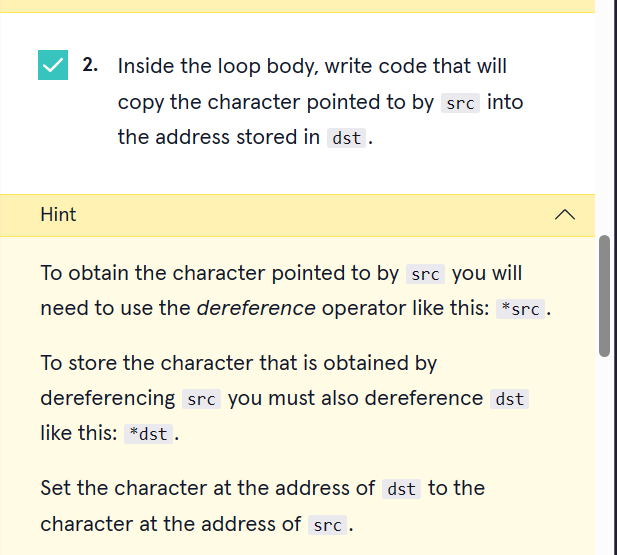 2. Inside the loop body, write code that will
copy the character pointed to by src into
the address stored in dst.
Hint
To obtain the character pointed to by src you will
need to use the dereference operator like this: *src.
To store the character that is obtained by
dereferencing src you must also dereference dst
like this: *dst.
Set the character at the address of dst to the
character at the address of src.